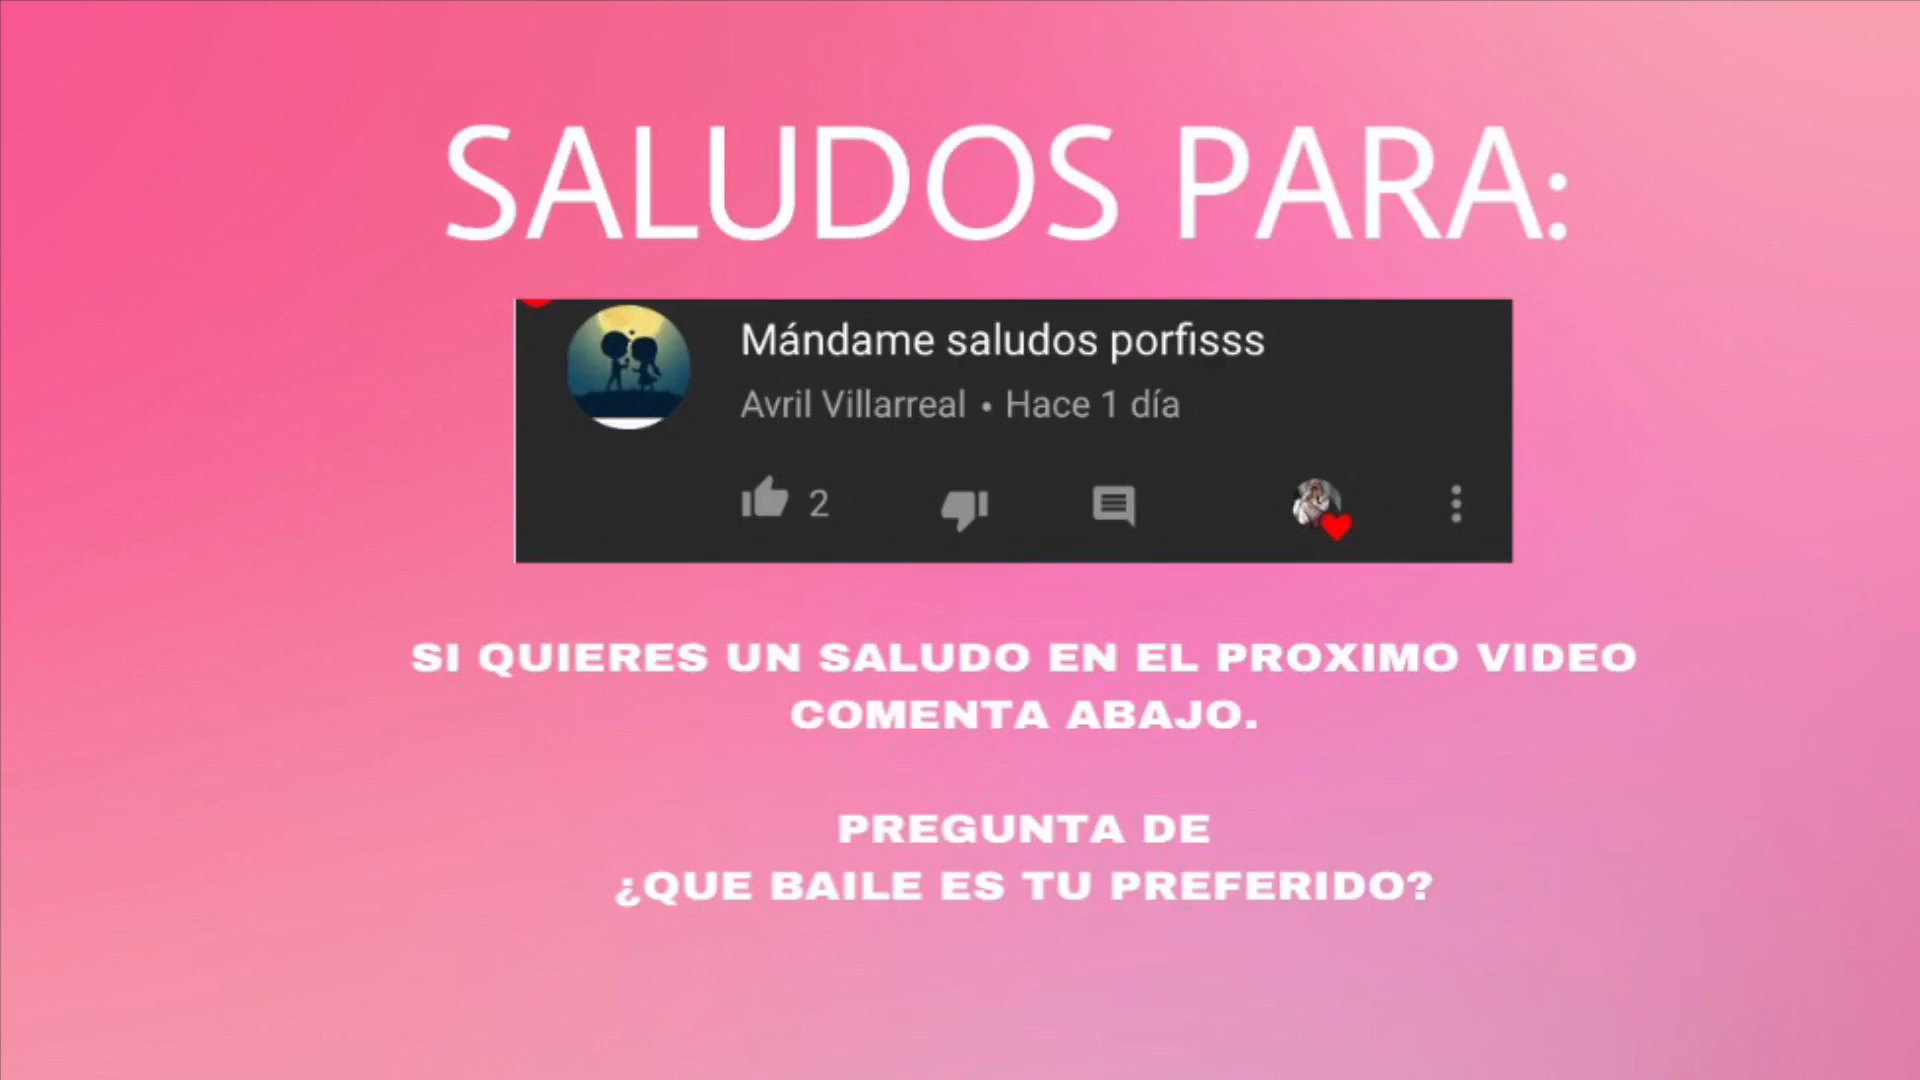 SALUDOS PARA:
Mándame saludos porfisss
Avril Villarreal • Hace 1 día
2
SI QUIERES UN SALUDO EN EL PROXIMO VIDEO
COMENTA ABAJO.
PREGUNTA DE
¿QUE BAILE ES TU PREFERIDO?